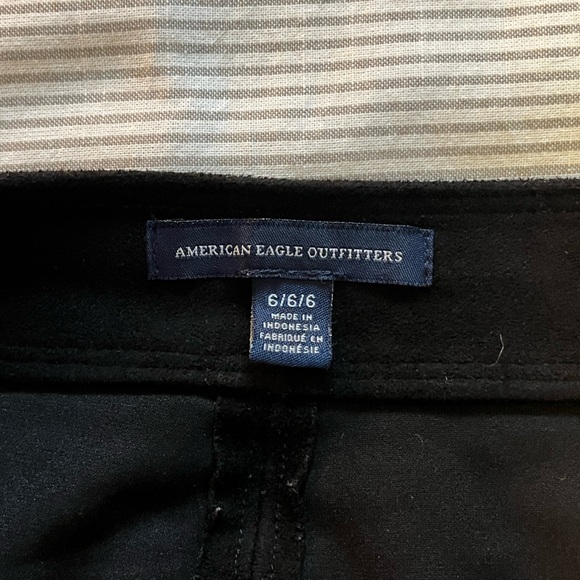 AMERICAN EAGLE OUTFITTERS
6/6/6
MADE IN
INDONESIA
FABRIQUÉ EN
INDONÉSIE